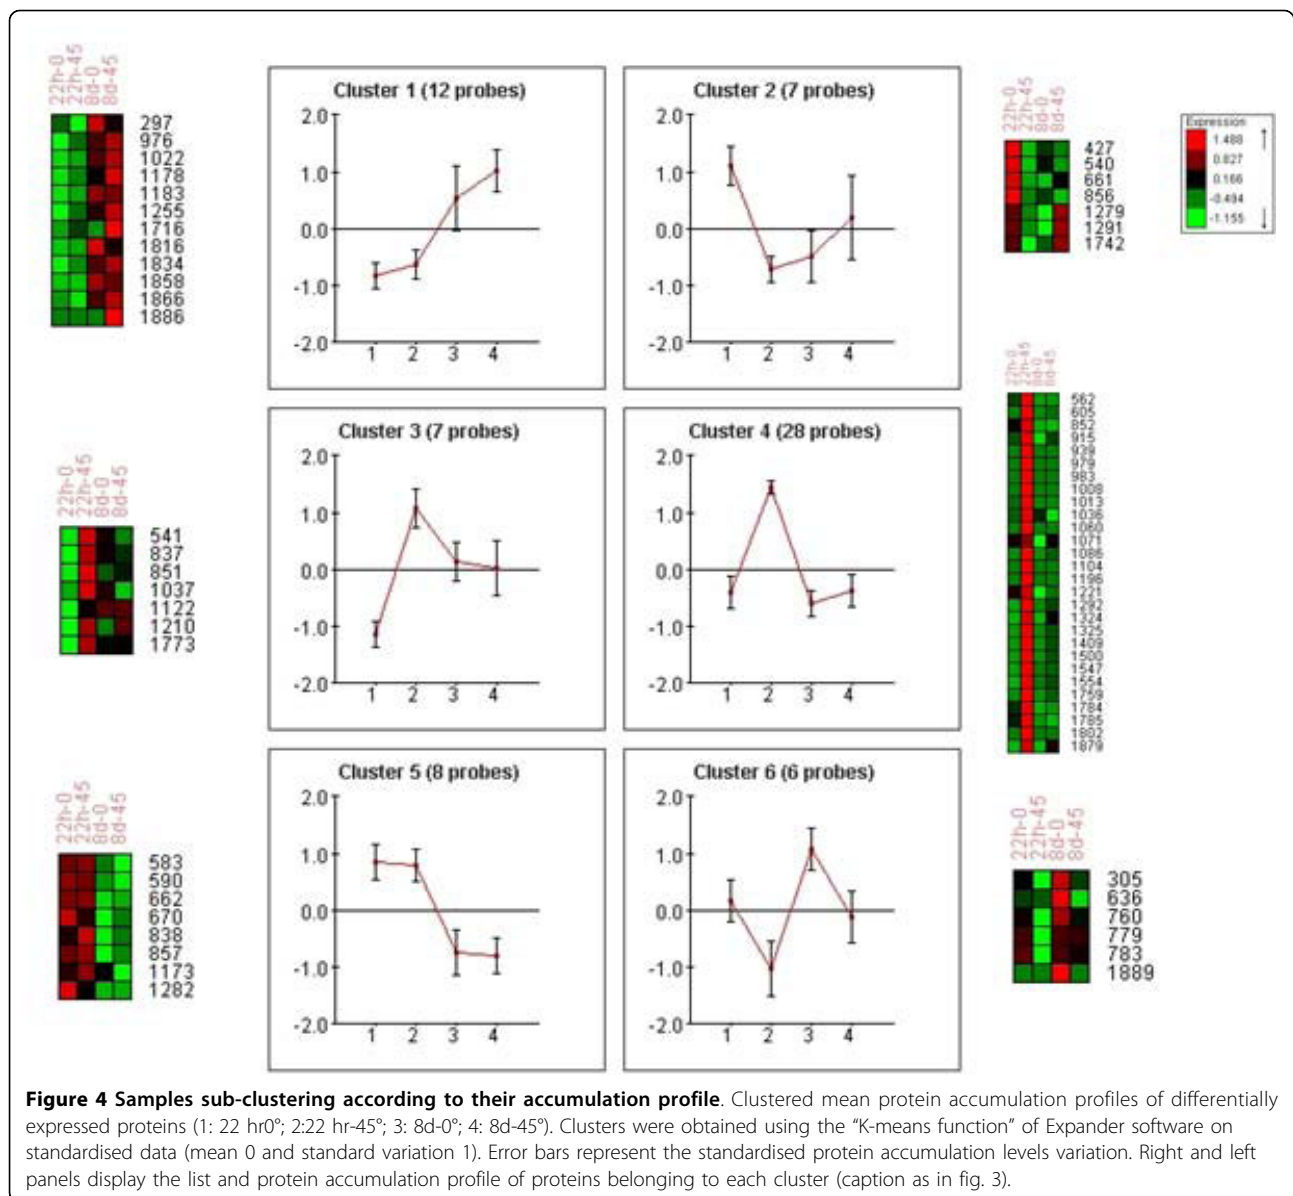 22h-0
22h-45
8d-0
8d-45
297
976
1022
1178
1183
1255
1716
1816
1834
1858
1866
1886
Cluster 1 (12 probes)
2.0
1.0
0.0
-1.0
-2.0
1 2 3 4
Cluster 2 (7 probes)
2.0
1.0
0.0
-1.0
-2.0
1 2 3 4
22h-0
22h-45
8d-0
8d-45
427
540
661
856
1279
1291
1742
Expression
1.488
0.827
0.166
-0.494
-1.155
22h-0
22h-45
8d-0
8d-45
541
837
851
1037
1122
1210
1773
Cluster 3 (7 probes)
2.0
1.0
0.0
-1.0
-2.0
1 2 3 4
Cluster 4 (28 probes)
2.0
1.0
0.0
-1.0
-2.0
1 2 3 4
22h-0
22h-45
8d-0
8d-45
562
605
852
915
939
979
983
1008
1013
1036
1060
1071
1086
1104
1196
1221
1292
1324
1325
1409
1500
1547
1554
1759
1784
1785
1802
1879
22h-0
22h-45
8d-0
8d-45
583
590
662
670
838
857
1173
1282
Cluster 5 (8 probes)
2.0
1.0
0.0
-1.0
-2.0
1 2 3 4
Cluster 6 (6 probes)
2.0
1.0
0.0
-1.0
-2.0
1 2 3 4
22h-0
22h-45
8d-0
8d-45
305
636
760
779
783
1889
Figure 4 Samples sub-clustering according to their accumulation profile. Clustered mean protein accumulation profiles of differentially
expressed proteins (1: 22 hr0°; 2:22 hr-45°; 3: 8d-0°; 4: 8d-45°). Clusters were obtained using the "K-means function" of Expander software on
standardised data (mean 0 and standard variation 1). Error bars represent the standardised protein accumulation levels variation. Right and left
panels display the list and protein accumulation profile of proteins belonging to each cluster (caption as in fig. 3).